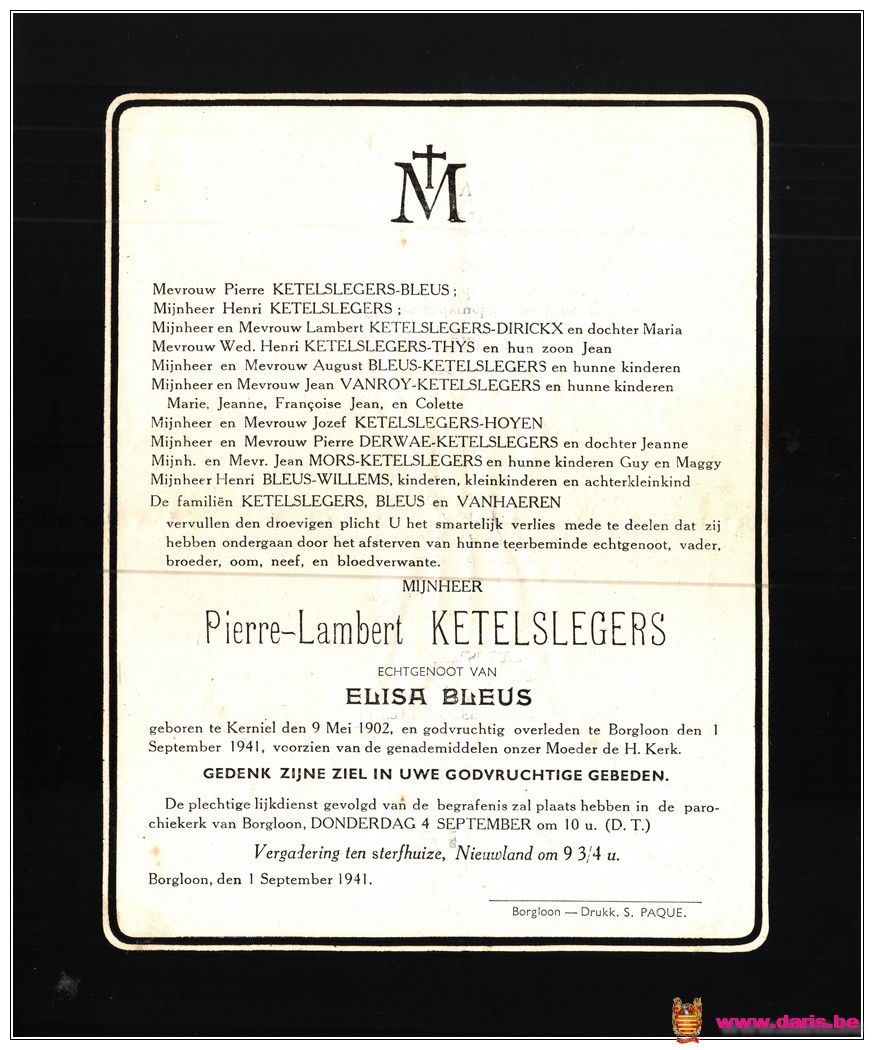 M
Mevrouw Pierre KETELSLEGERS-BLEUS ;
Mijnheer Henri KETELSLEGERS ;
Mijnheer en Mevrouw Lambert KETELSLEGERS-DIRICKX en dochter Maria
Mevrouw Wed. Henri KETELSLEGERS-THYS en hun zoon Jean
Mijnheer en Mevrouw August BLEUS-KETELSLEGERS en hunne kinderen
Mijnheer en Mevrouw Jean VANROY-KETELSLEGERS en hunne kinderen
Marie, Jeanne, Françoise Jean, en Colette
Mijnheer en Mevrouw Jozef KETELSLEGERS-HOYEN
Mijnheer en Mevrouw Pierre DERWAE-KETELSLEGERS en dochter Jeanne
Mijnh. en Mevr. Jean MORS-KETELSLEGERS en hunne kinderen Guy en Maggy
Mijnheer Henri BLEUS-WILLEMS, kinderen, kleinkinderen en achterkleinkind
De familiën KETELSLEGERS, BLEUS en VANHAEREN
vervullen den droevigen plicht U het smartelijk verlies mede te deelen dat zij
hebben ondergaan door het afsterven van hunne teerbeminde echtgenoot, vader,
broeder, oom, neef, en bloedverwante.
MIJNHEER
Pierre-Lambert KETELSLEGERS
ECHTGENOOT VAN
ELISA BLEUS
geboren te Kerniel den 9 Mei 1902, en godvruchtig overleden te Borgloon den 1
September 1941, voorzien van de genademiddelen onzer Moeder de H. Kerk.
GEDENK ZIJNE ZIEL IN UWE GODVRUCHTIGE GEBEDEN.
De plechtige lijkdienst gevolgd van de begrafenis zal plaats hebben in de paro-
chiekerk van Borgloon, DONDERDAG 4 SEPTEMBER om 10 u. (D. T.)
Vergadering ten sterfhuize, Nieuwland om 9 3/4 u.
Borgloon, den 1 September 1941.
Borgloon — Drukk. S. PAQUE.
www.daris.be